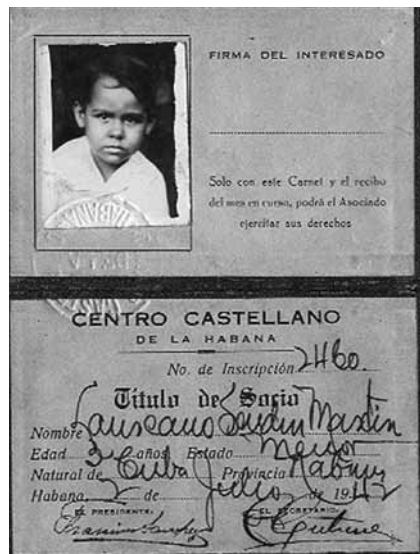 FIRMA DEL INTERESADO
Solo con este Carnet y el recibo
del mes en curso, podrá el Asociado
ejercitar sus derechos
CENTRO CASTELLANO
DE LA HABANA
No. de Inscripción 2460.
Título de Socio
Nombre Martin
Edad 3 años Estado Menor
Natural de Cuba Provincia Habana
Habana, 2 de Julio de 1942
EL PRESIDENTE: EL SECRETARIO: